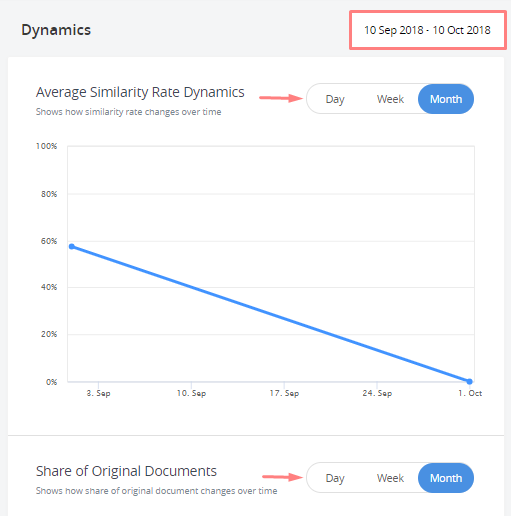 Dynamics
10 Sep 2018 - 10 Oct 2018
Average Similarity Rate Dynamics
Day Week Month
Shows how similarity rate changes over time
100%
80%
60%
40%
20%
0%
3. Sep 10. Sep 17. Sep 24. Sep 1. Oct
Share of Original Documents
Day Week Month
Shows how share of original document changes over time